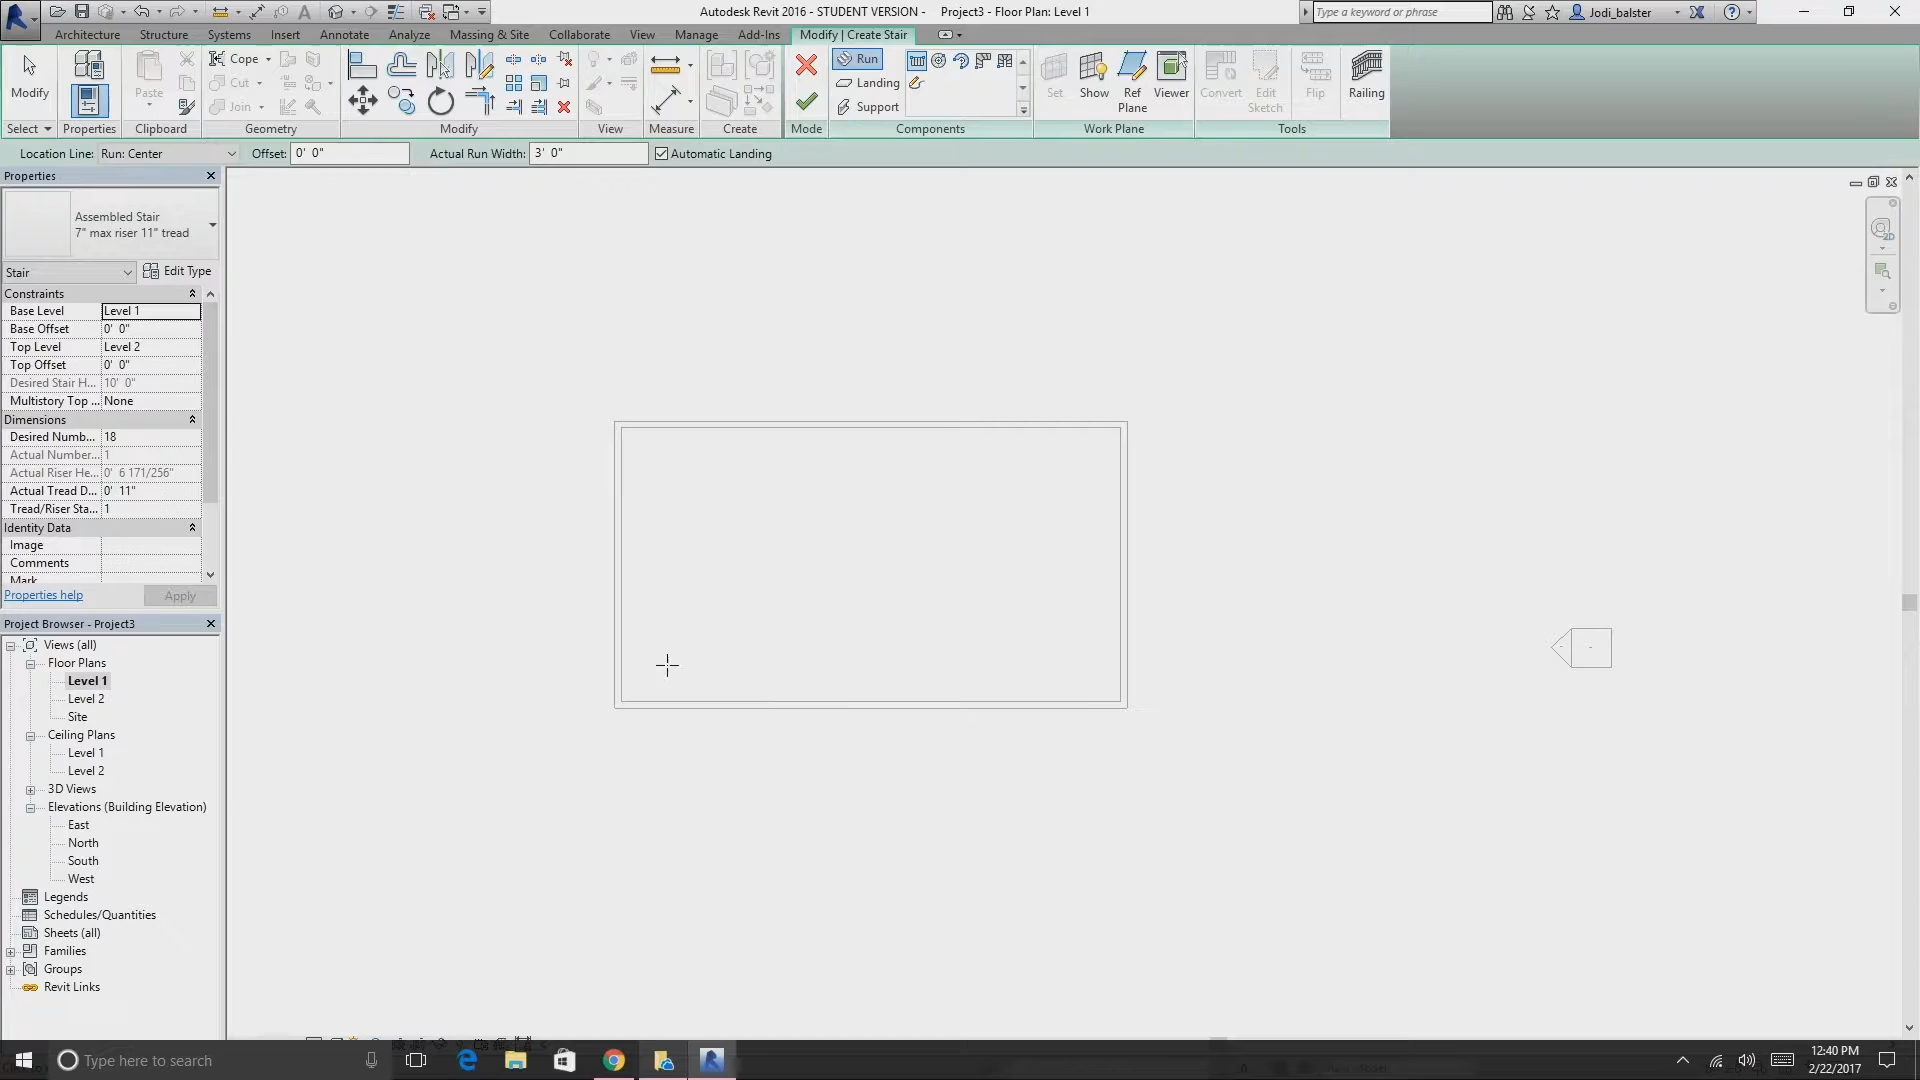 Autodesk Revit 2016 - STUDENT VERSION - Project3 - Floor Plan: Level 1
Type a keyword or phrase
Jodi_balster
Architecture Structure Systems Insert Annotate Analyze Massing & Site Collaborate View Manage Add-Ins Modify | Create Stair
Modify
Paste
Cope
Cut
Join
Run
Landing
Support
Set Show Ref Plane Viewer
Convert Edit Sketch Flip Railing
Select Properties Clipboard Geometry Modify View Measure Create Mode Components Work Plane Tools
Location Line: Run: Center Offset: 0' 0" Actual Run Width: 3' 0" Automatic Landing
Properties
Assembled Stair
7" max riser 11" tread
Stair Edit Type
Constraints
Base Level Level 1
Base Offset 0' 0"
Top Level Level 2
Top Offset 0' 0"
Desired Stair H... 10' 0"
Multistory Top ... None
Dimensions
Desired Numb... 18
Actual Number... 1
Actual Riser He... 0' 6 171/256"
Actual Tread D... 0' 11"
Tread/Riser Sta... 1
Identity Data
Image
Comments
Mark
Properties help Apply
Project Browser - Project3
Views (all)
Floor Plans
Level 1
Level 2
Site
Ceiling Plans
Level 1
Level 2
3D Views
Elevations (Building Elevation)
East
North
South
West
Legends
Schedules/Quantities
Sheets (all)
Families
Groups
Revit Links
2D
Type here to search
12:40 PM
2/22/2017